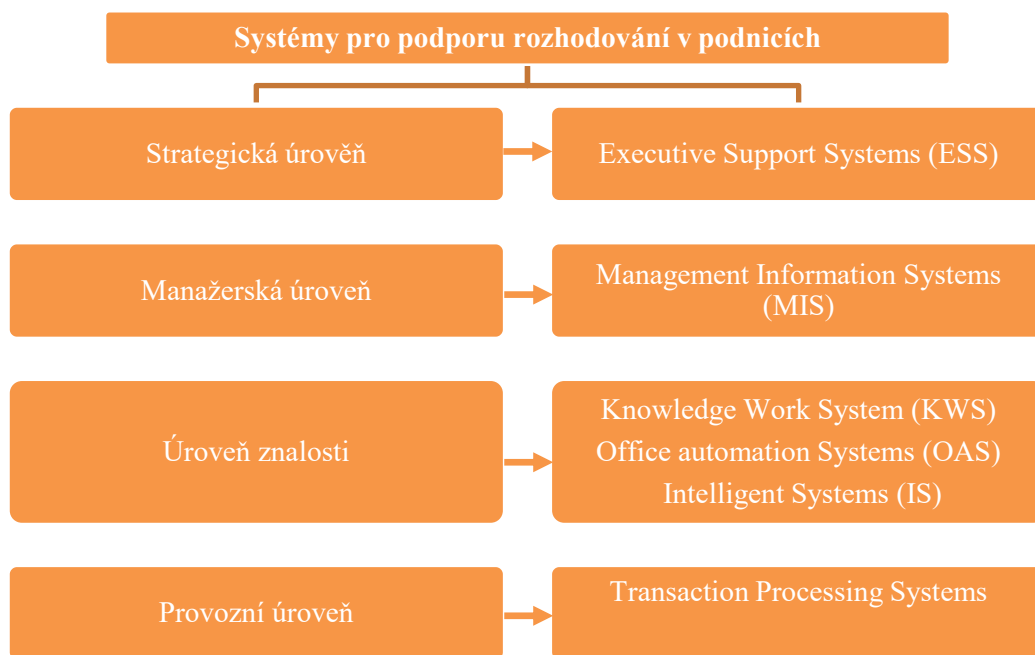 Systémy pro podporu rozhodování v podnicích
Strategická úrověň
Executive Support Systems (ESS)
Manažerská úroveň
Management Information Systems
(MIS)
Úroveň znalosti
Knowledge Work System (KWS)
Office automation Systems (OAS)
Intelligent Systems (IS)
Provozní úroveň
Transaction Processing Systems